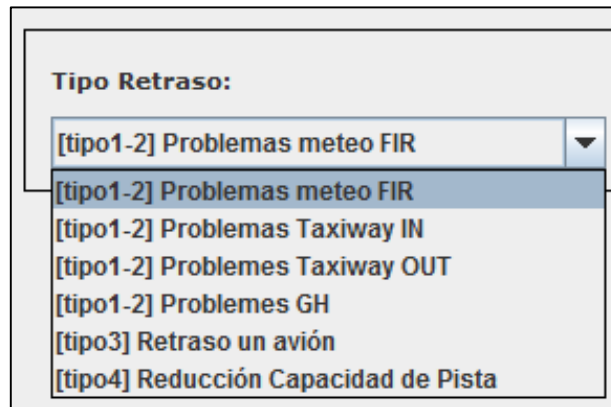 Tipo Retraso:
[tipo1-2] Problemas meteo FIR
[tipo1-2] Problemas meteo FIR
[tipo1-2] Problemas Taxiway IN
[tipo1-2] Problemes Taxiway OUT
[tipo1-2] Problemes GH
[tipo3] Retraso un avión
[tipo4] Reducción Capacidad de Pista